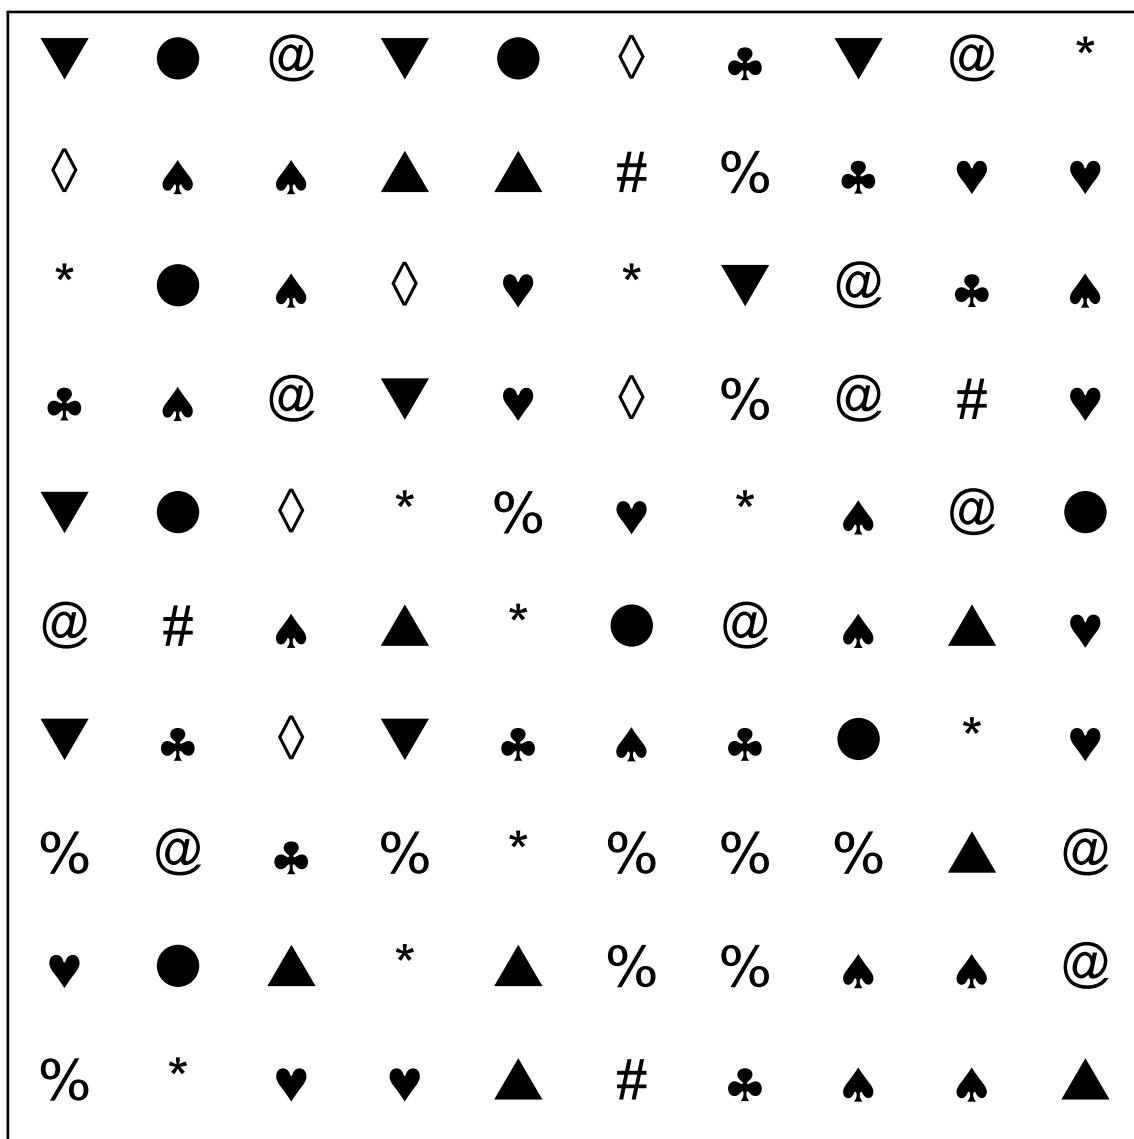 ▼ ● @ ▼ ● ◊ ♣ ▼ @ *
◊ ♠ ♠ ▲ ▲ # % ♣ ♥ ♥
* ● ♠ ◊ ♥ * ▼ @ ♣ ♠
♣ ♠ @ ▼ ♥ ◊ % @ # ♥
▼ ● ◊ * % ♥ * ♠ @ ●
@ # ♠ ▲ * ● @ ♠ ▲ ♥
▼ ♣ ◊ ▼ ♣ ♠ ♣ ● * ♥
% @ ♣ % * % % % ▲ @
♥ ● ▲ * ▲ % % ♠ ♠ @
% * ♥ ♥ ▲ # ♣ ♠ ♠ ▲